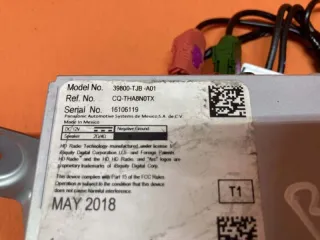 Model No. 39800-TJB -A01
Ref. No. CQ-THA8N0TX
Serial No. 16106119
Panasonic Automotive Systems de Mexico,S.A. de C.V.
Made in Mexico
DC12V Negative Ground
Speaker
HD Radio Technology manufactured under license to
iBiquity Digital Corporation. U.S. and Foreign Patents.
HD Radio and the HD, HD Radio, and "Arc" logos are
proprietary trademarks of iBiquity Digital Corp.
This device complies with Part 15 of the FCC Rules
Operation is subject to the condition that this device
does not cause harmful interference.
MAY 2018
T1